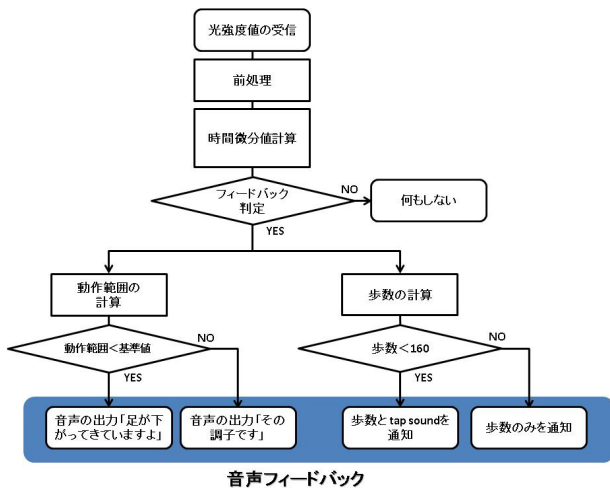 光強度値の受信
前処理
時間微分値計算
フィードバック
判定
NO
何もしない
YES
動作範囲の
計算
歩数の計算
動作範囲<基準値
NO
歩数<160
NO
YES
YES
音声の出力「足が下
がってきていますよ」
音声の出力「その
調子です」
歩数とtap soundを
通知
歩数のみを通知
音声フィードバック